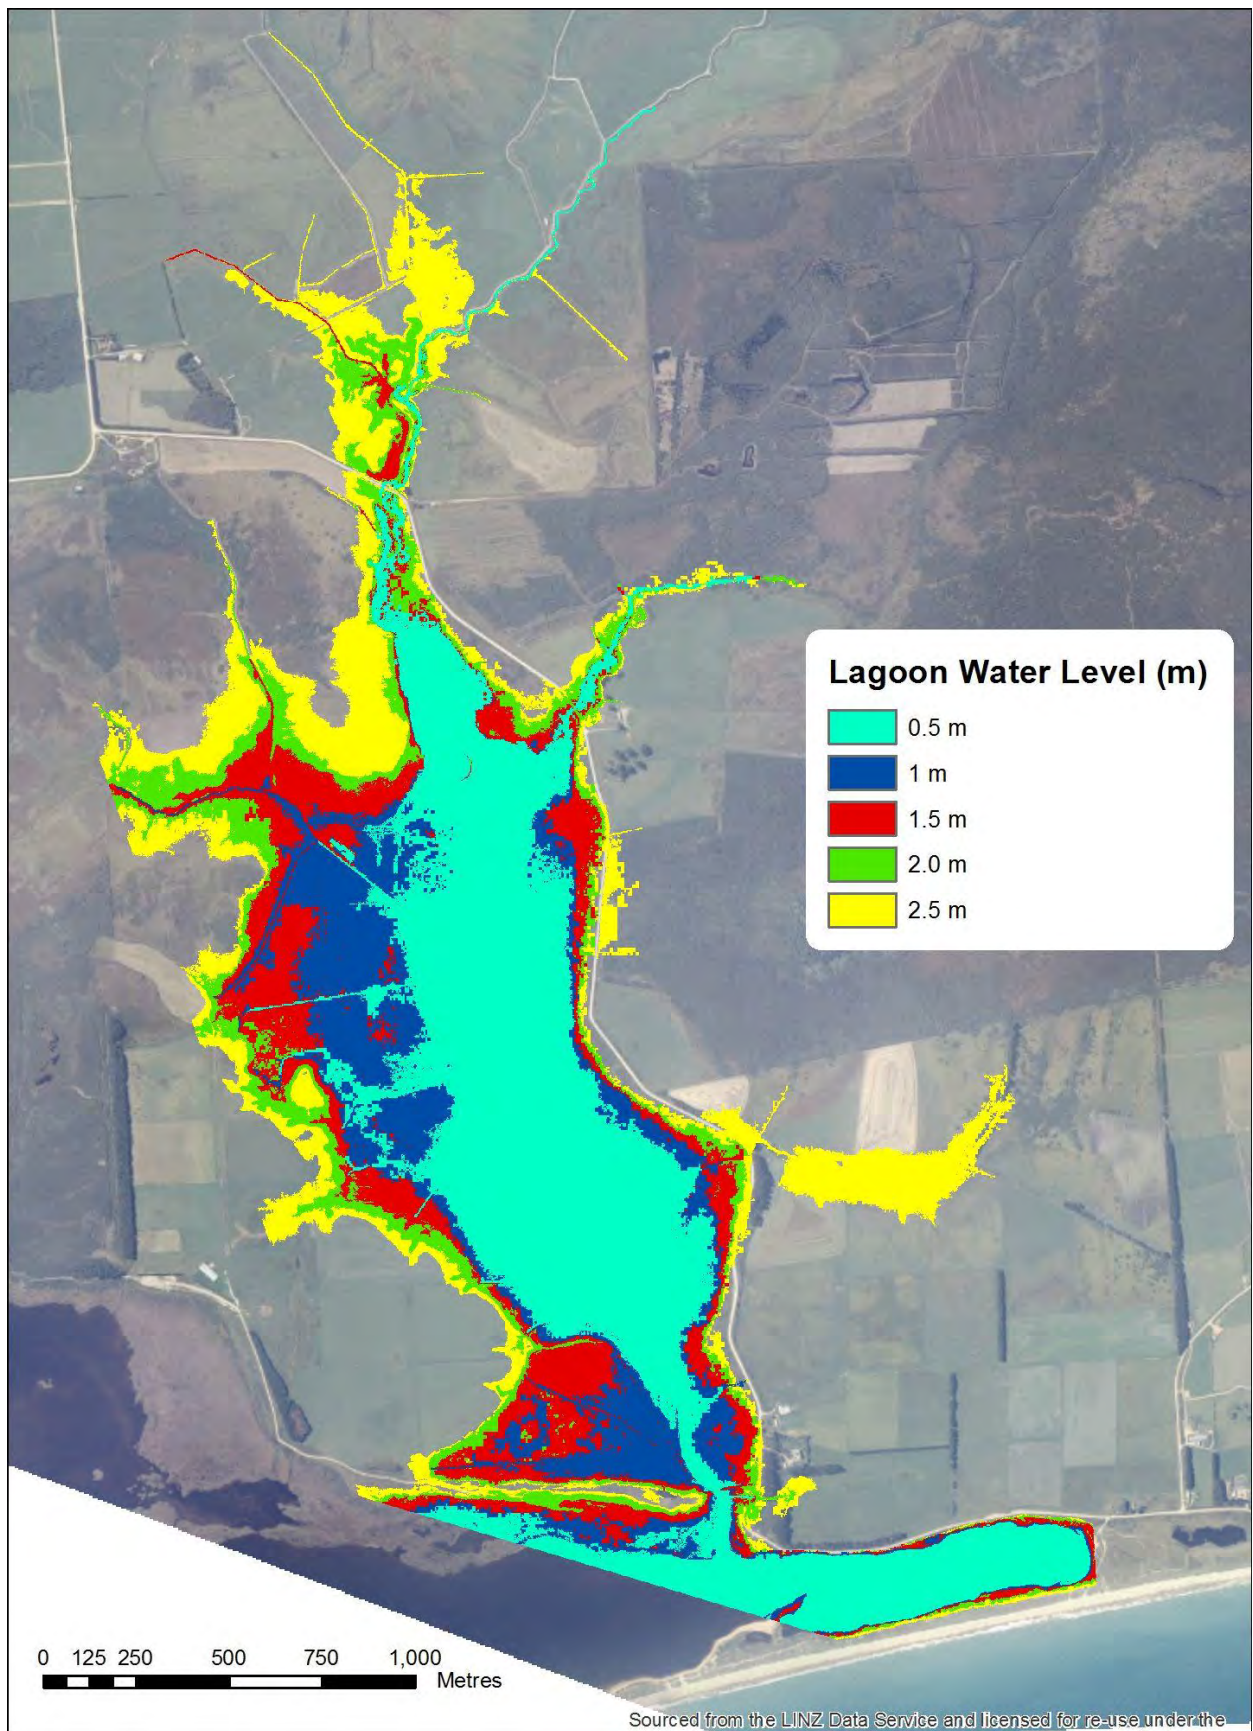 Lagoon Water Level (m)
0.5 m
1 m
1.5 m
2.0 m
2.5 m
0 125 250 500 750 1,000
Metres
Sourced from the LINZ Data Service and licensed for re-use under the